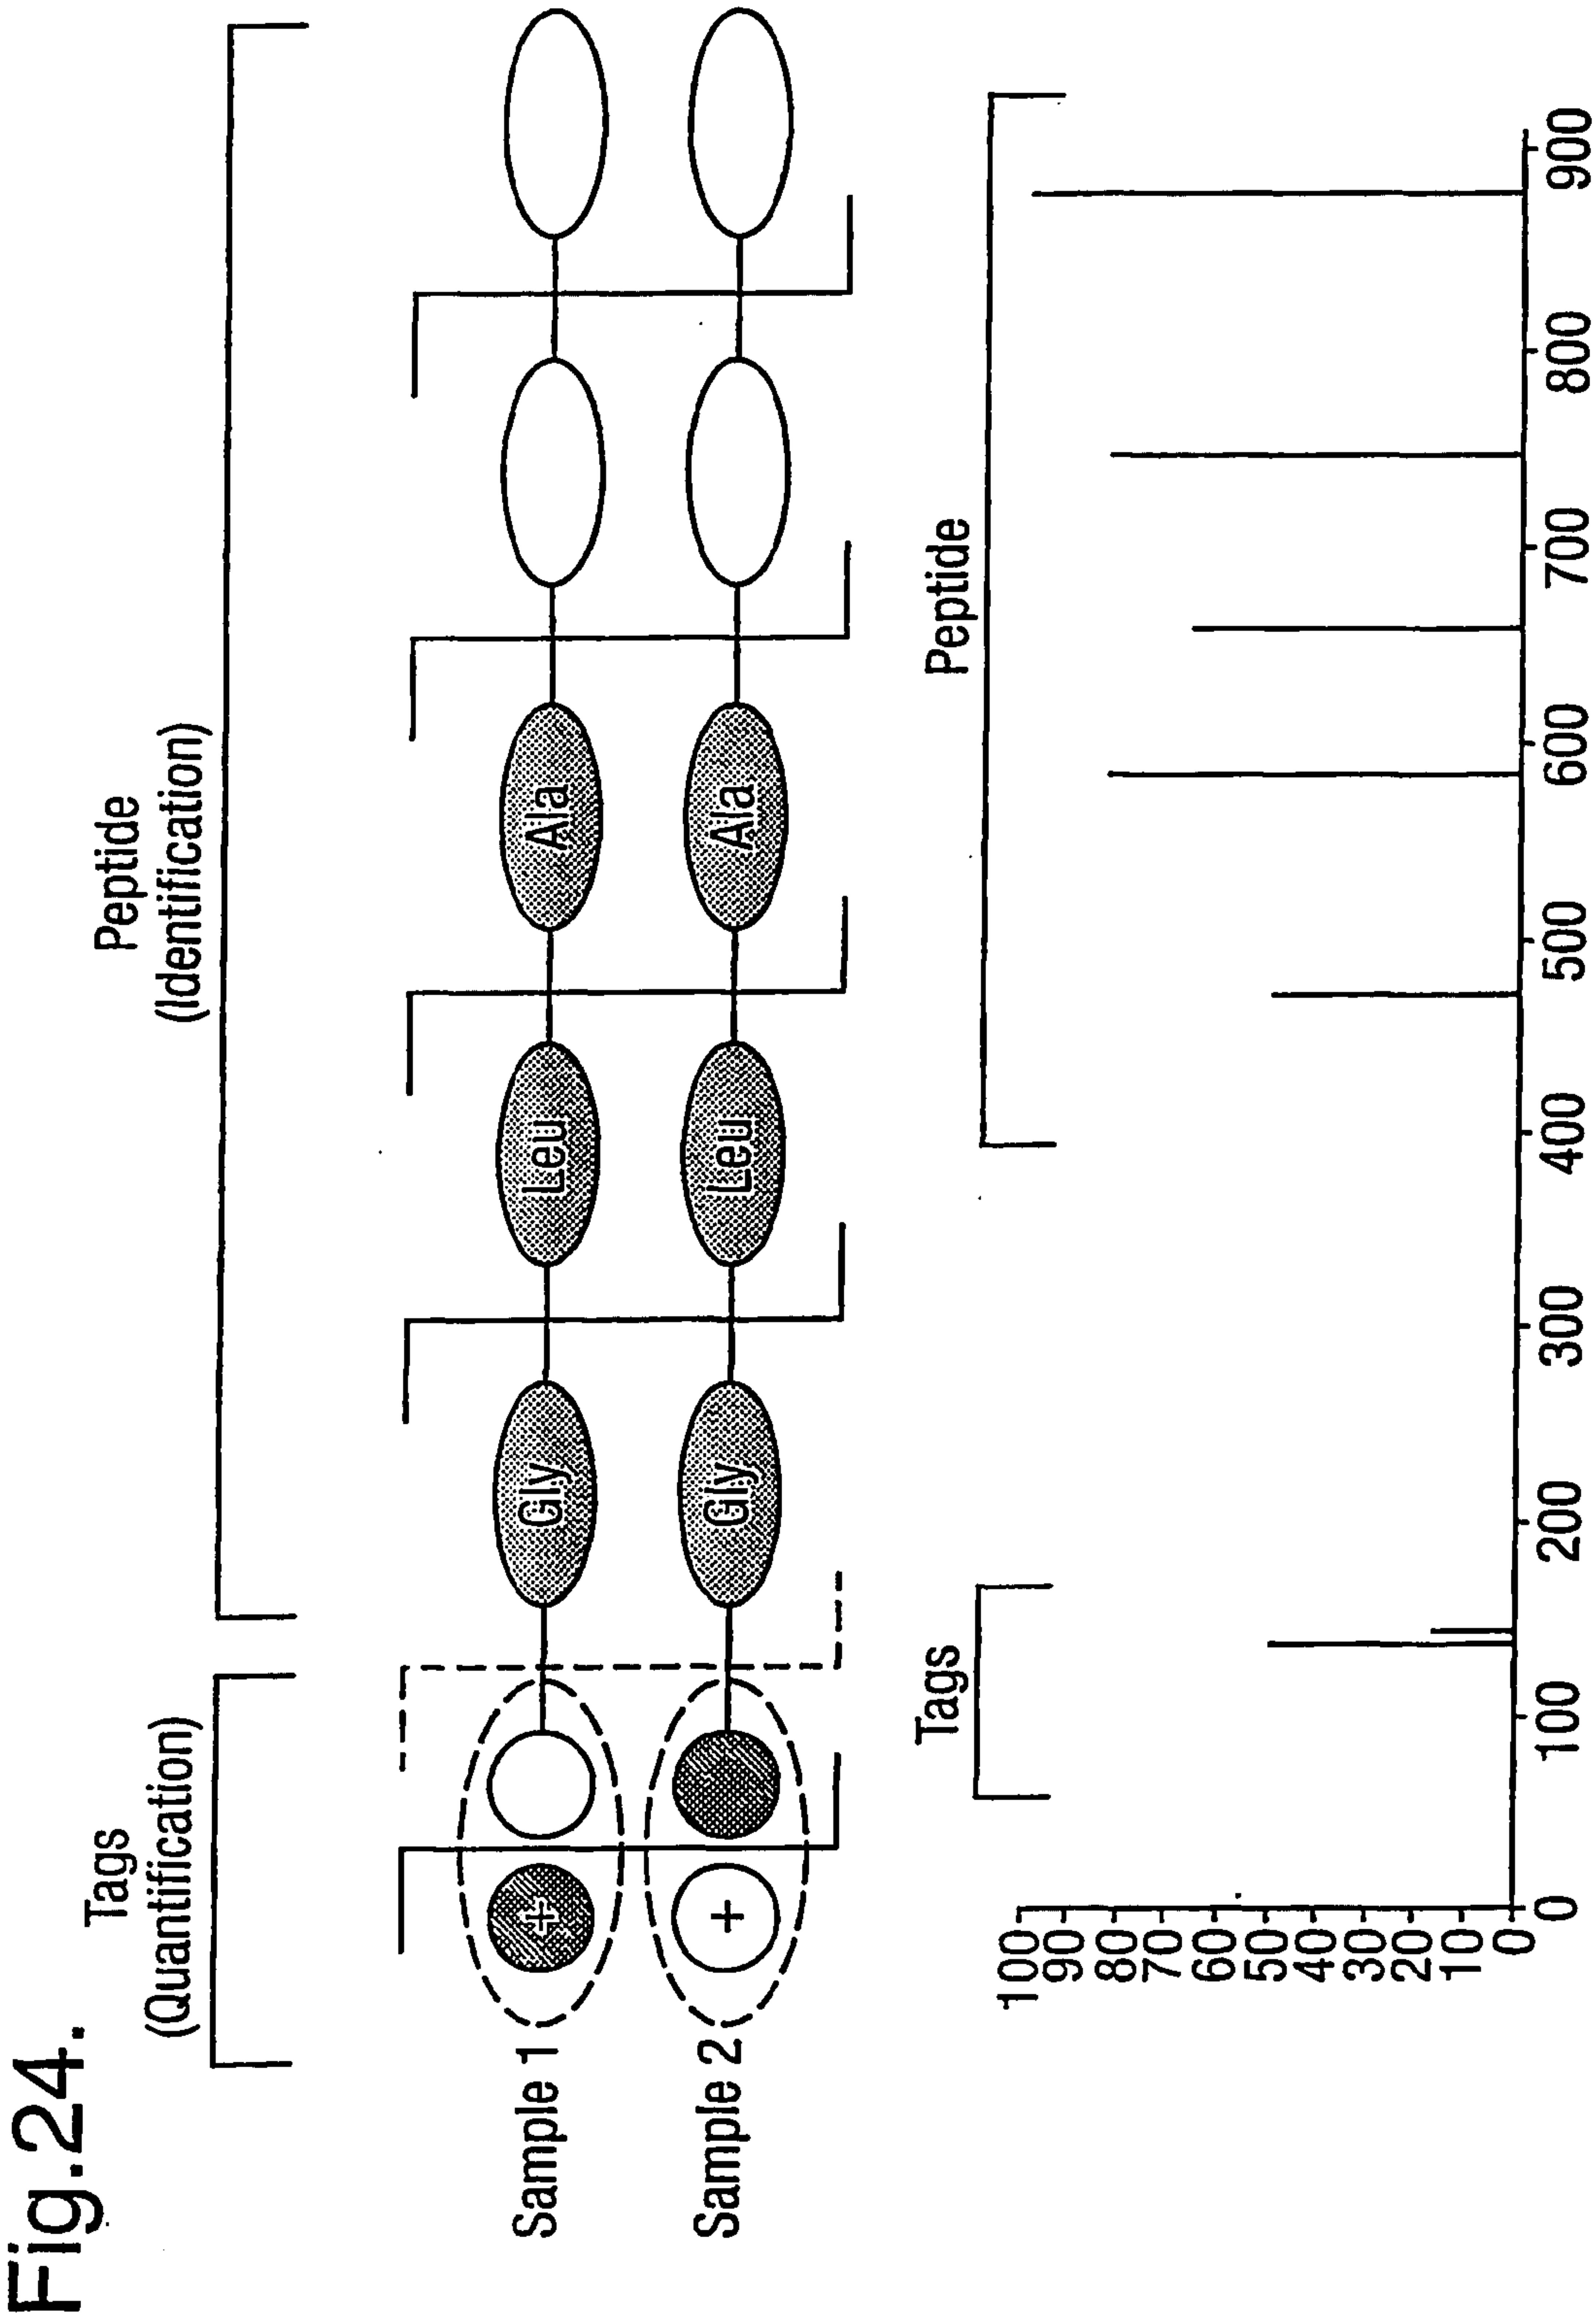 Fig.24.
Tags
(Quantification)
Peptide
(Identification)
Sample 1
+
Gly
Leu
Ala
Sample 2
+
Gly
Leu
Ala
Tags
Peptide
100
90
80
70
60
50
40
30
20
10
0
0 100 200 300 400 500 600 700 800 900